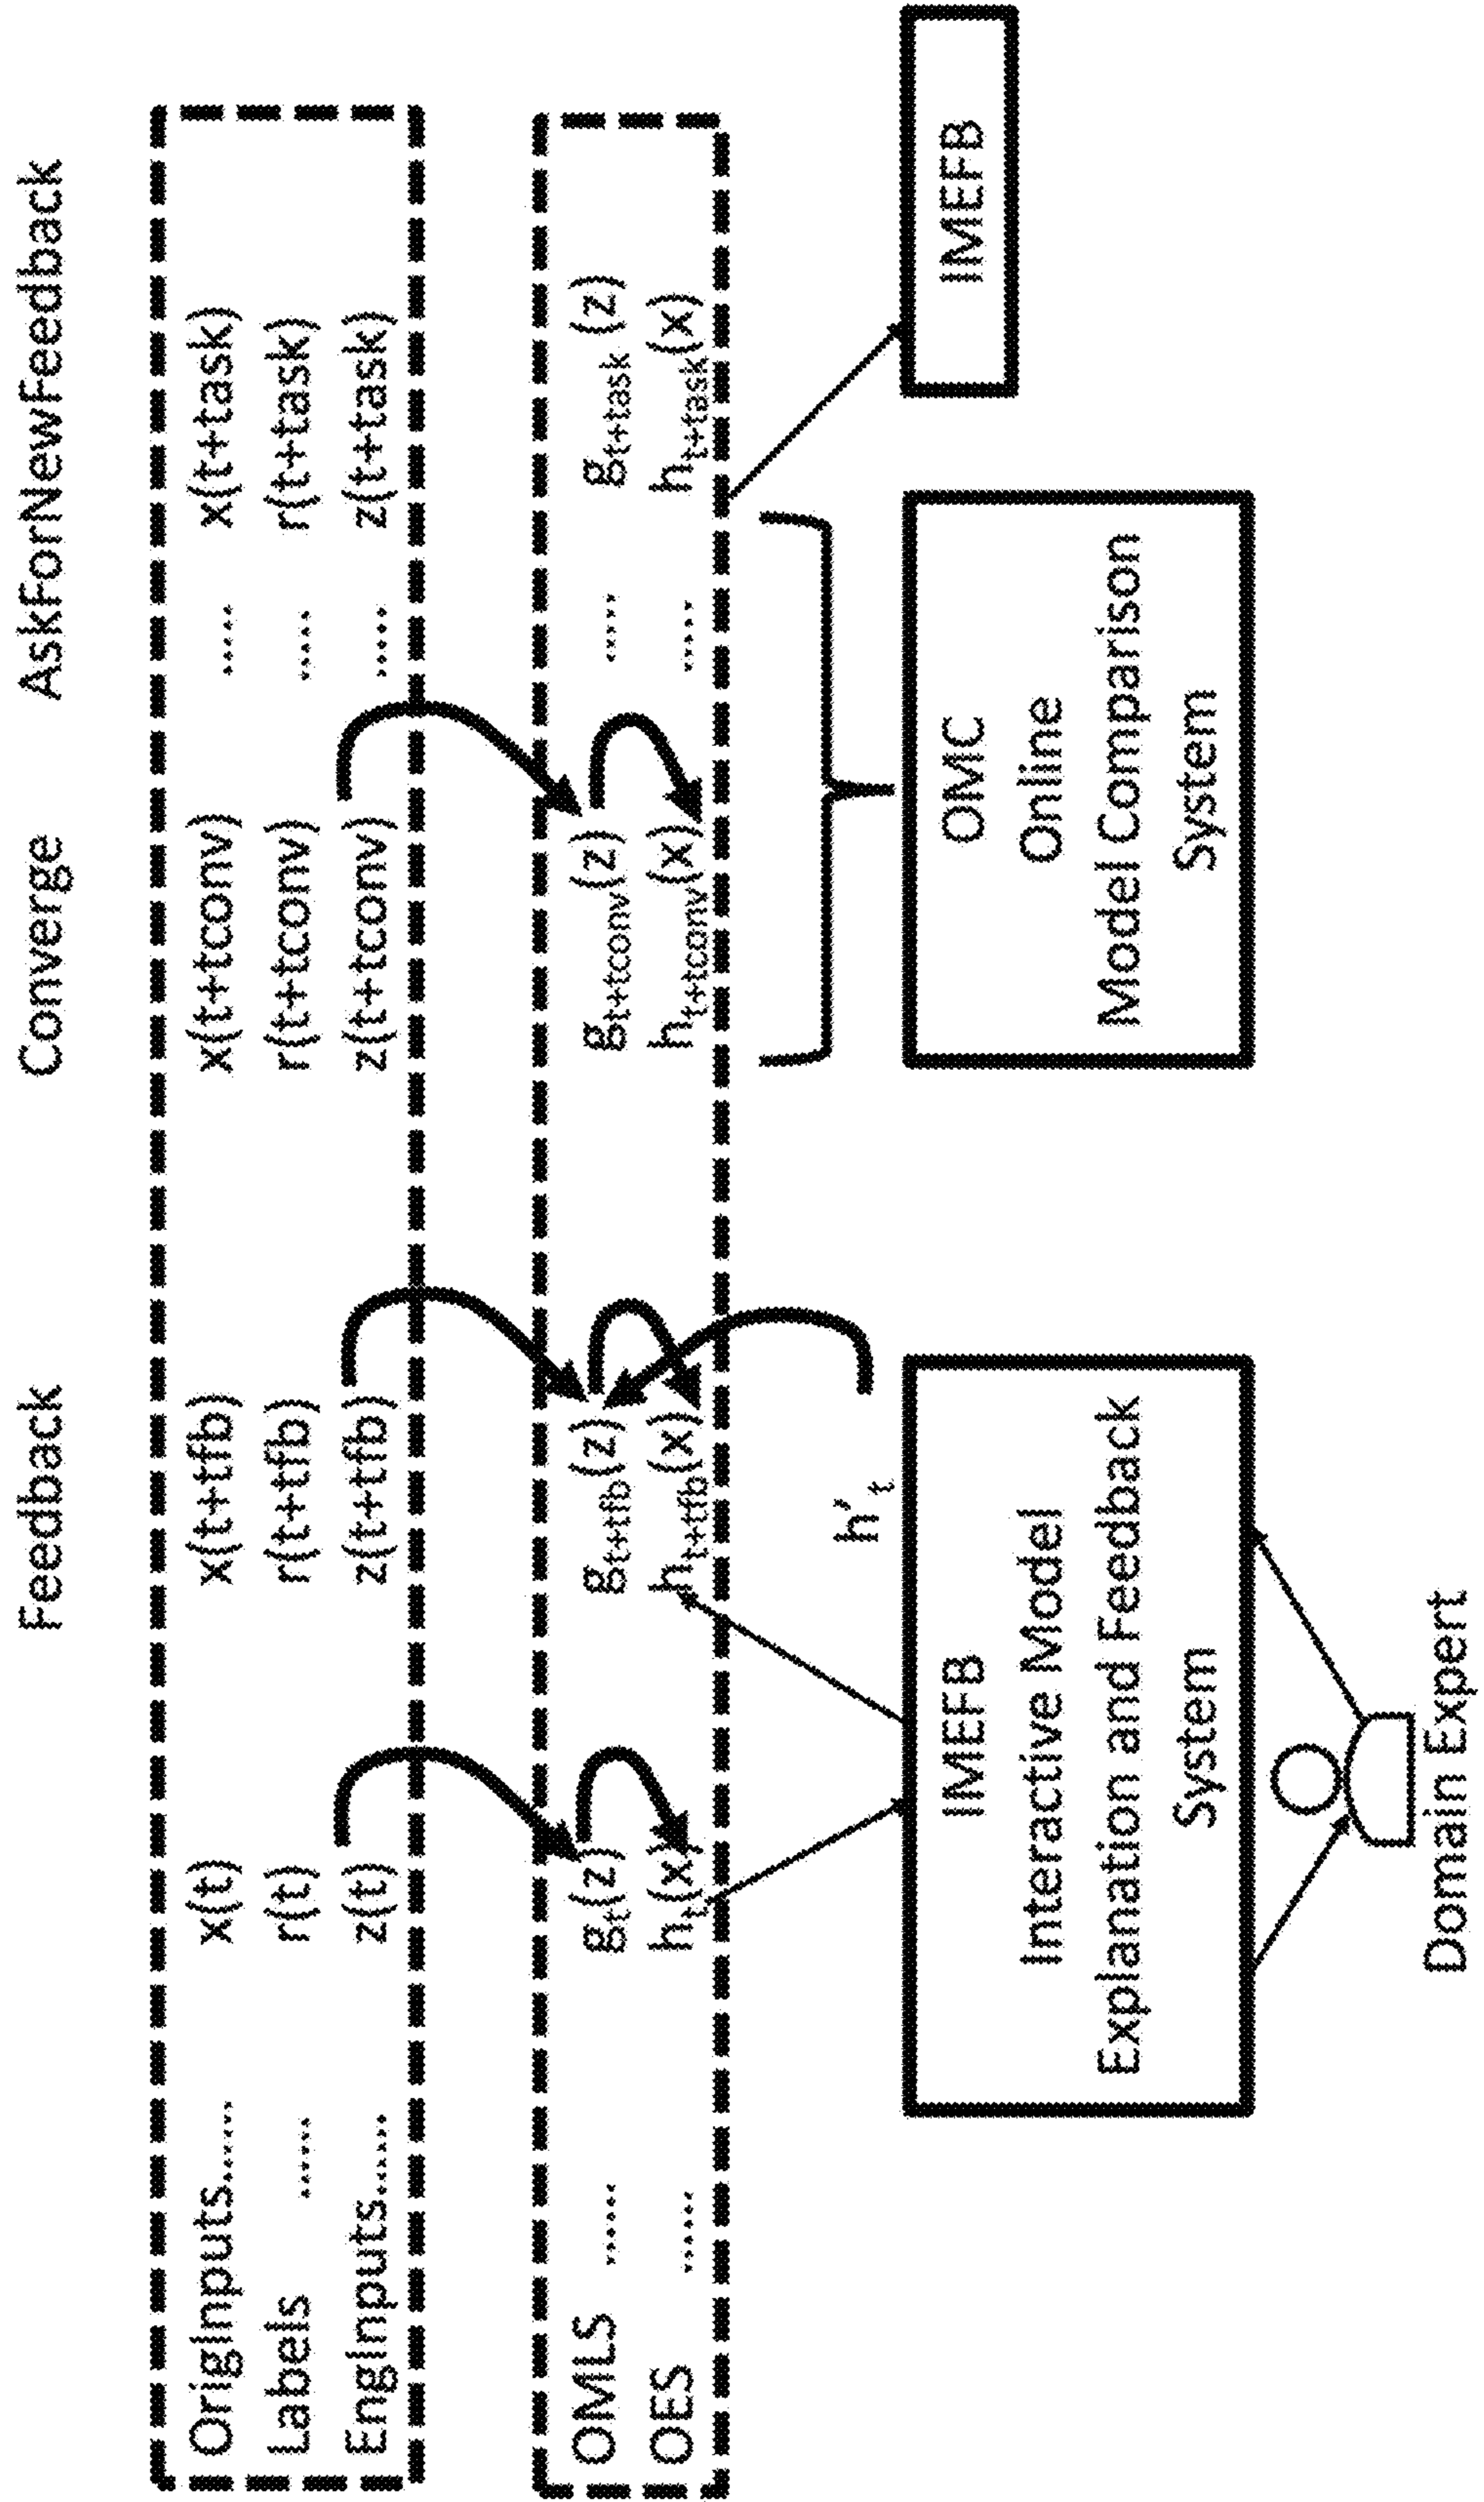 Feedback Converge AskForNewFeedback
OrigInputs...... x(t) x(t+tfb) x(t+tconv) ..... x(t+task)
Labels ...... r(t) r(t+tfb) r(t+tconv) ..... r(t+task)
EngInputs...... z(t) z(t+tfb) z(t+tconv) ..... z(t+task)
OMLS ...... gt(z) gt+tfb(z) gt+tconv(z) ..... gt+task(z)
OES ...... ht(x) ht+tfb(x) ht+tconv(x) ..... ht+task(x)
h't
IMEFB
Interactive Model
Explanation and Feedback
System
OMC
Online
Model Comparison
System
IMEFB
Domain Expert